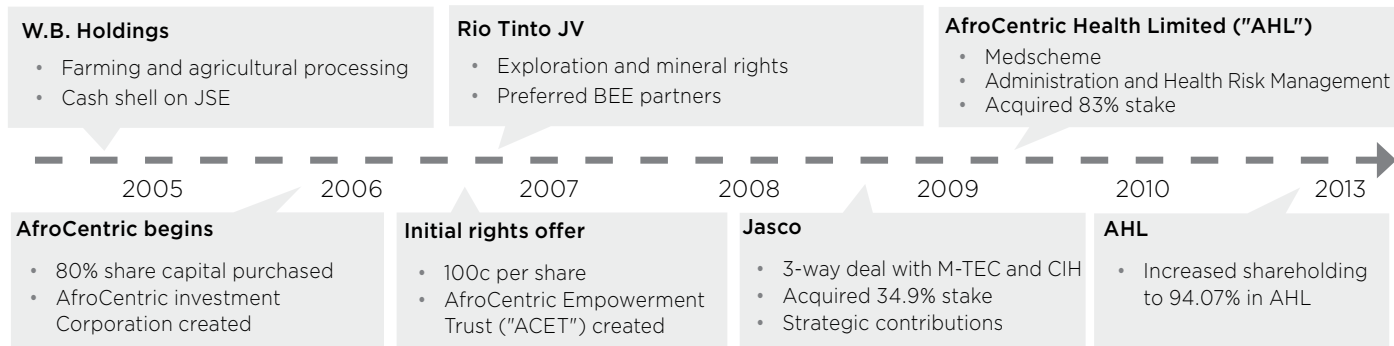 W.B. Holdings
• Farming and agricultural processing
• Cash shell on JSE
Rio Tinto JV
• Exploration and mineral rights
• Preferred BEE partners
AfroCentric Health Limited ("AHL")
• Medscheme
• Administration and Health Risk Management
• Acquired 83% stake
2005 2006 2007 2008 2009 2010 2013
AfroCentric begins
• 80% share capital purchased
• AfroCentric investment
Corporation created
Initial rights offer
• 100c per share
• AfroCentric Empowerment
Trust ("ACET") created
Jasco
• 3-way deal with M-TEC and CIH
• Acquired 34.9% stake
• Strategic contributions
AHL
• Increased shareholding
to 94.07% in AHL